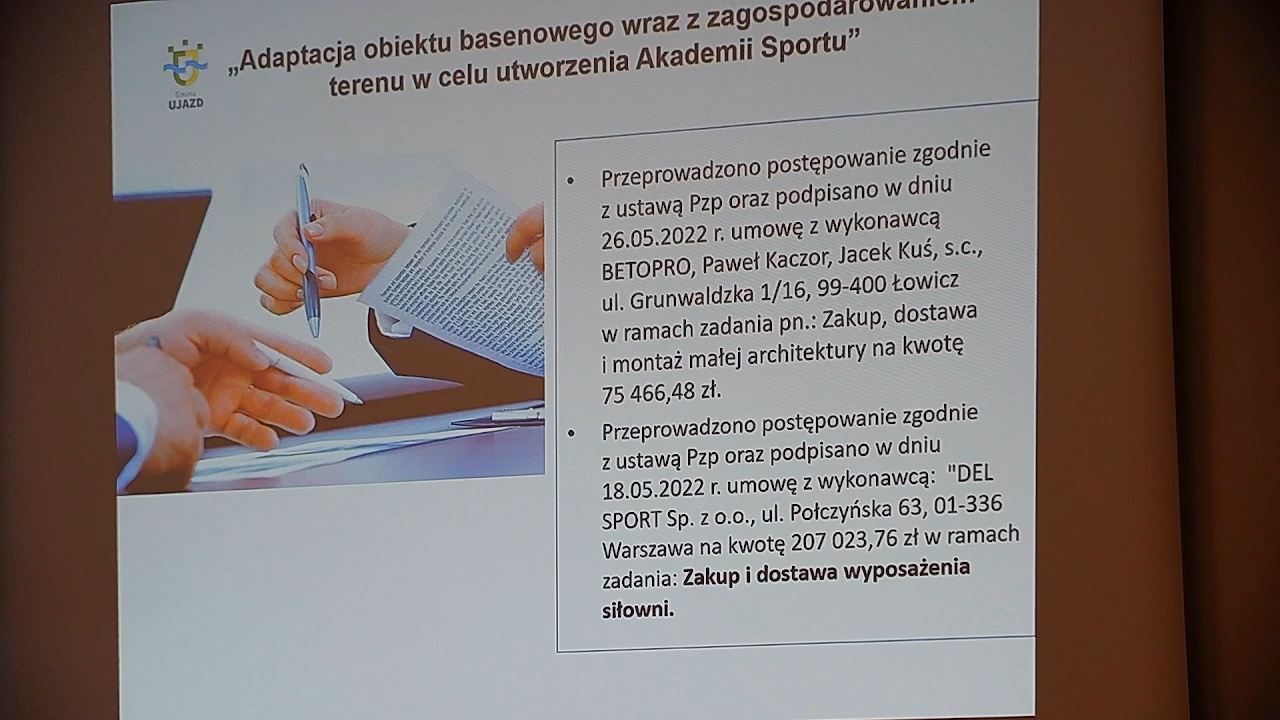 „Adaptacja obiektu basenowego wraz z zagospodarowaniem
terenu w celu utworzenia Akademii Sportu”
Gmina
UJAZD
• Przeprowadzono postępowanie zgodnie
z ustawą Pzp oraz podpisano w dniu
26.05.2022 r. umowę z wykonawcą
BETOPRO, Paweł Kaczor, Jacek Kuś, s.c.,
ul. Grunwaldzka 1/16, 99-400 Łowicz
w ramach zadania pn.: Zakup, dostawa
i montaż małej architektury na kwotę
75 466,48 zł.
• Przeprowadzono postępowanie zgodnie
z ustawą Pzp oraz podpisano w dniu
18.05.2022 r. umowę z wykonawcą: "DEL
SPORT Sp. z o.o., ul. Połczyńska 63, 01-336
Warszawa na kwotę 207 023,76 zł w ramach
zadania: Zakup i dostawa wyposażenia
siłowni.